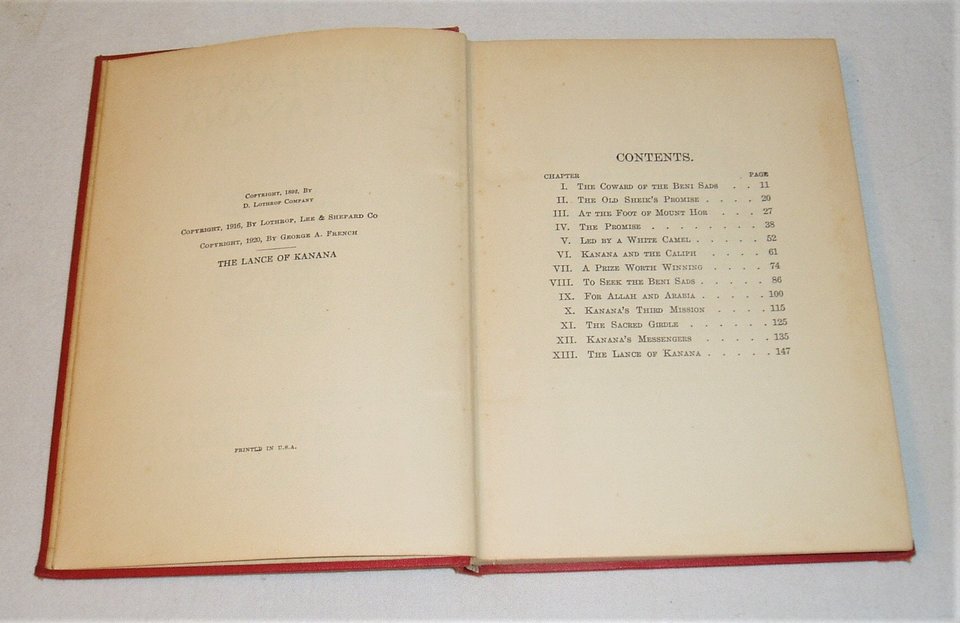 COPYRIGHT, 1892, BY
D. LOTHROP COMPANY
COPYRIGHT, 1916, BY LOTHROP, LEE & SHEPARD CO
COPYRIGHT, 1920, BY GEORGE A. FRENCH
THE LANCE OF KANANA
PRINTED IN U.S.A.
CONTENTS.
CHAPTER PAGE
I. THE COWARD OF THE BENI SADS . . 11
II. THE OLD SHEIK'S PROMISE . . . . 20
III. AT THE FOOT OF MOUNT HOR . . . 27
IV. THE PROMISE . . . . . . . . 38
V. LED BY A WHITE CAMEL . . . . . 52
VI. KANANA AND THE CALIPH . . . . 61
VII. A PRIZE WORTH WINNING . . . . 74
VIII. TO SEEK THE BENI SADS . . . . . 86
IX. FOR ALLAH AND ARABIA . . . . . 100
X. KANANA'S THIRD MISSION . . . . 115
XI. THE SACRED GIRDLE . . . . . . 125
XII. KANANA'S MESSENGERS . . . . . 135
XIII. THE LANCE OF KANANA . . . . . 147